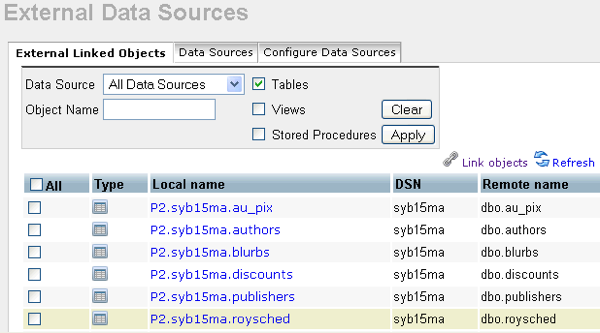 External Data Sources
External Linked Objects Data Sources Configure Data Sources
Data Source All Data Sources Tables
Object Name Views Clear
Stored Procedures Apply
Link objects Refresh
All Type Local name DSN Remote name
P2.syb15ma.au_pix syb15ma dbo.au_pix
P2.syb15ma.authors syb15ma dbo.authors
P2.syb15ma.blurbs syb15ma dbo.blurbs
P2.syb15ma.discounts syb15ma dbo.discounts
P2.syb15ma.publishers syb15ma dbo.publishers
P2.syb15ma.roysched syb15ma dbo.roysched